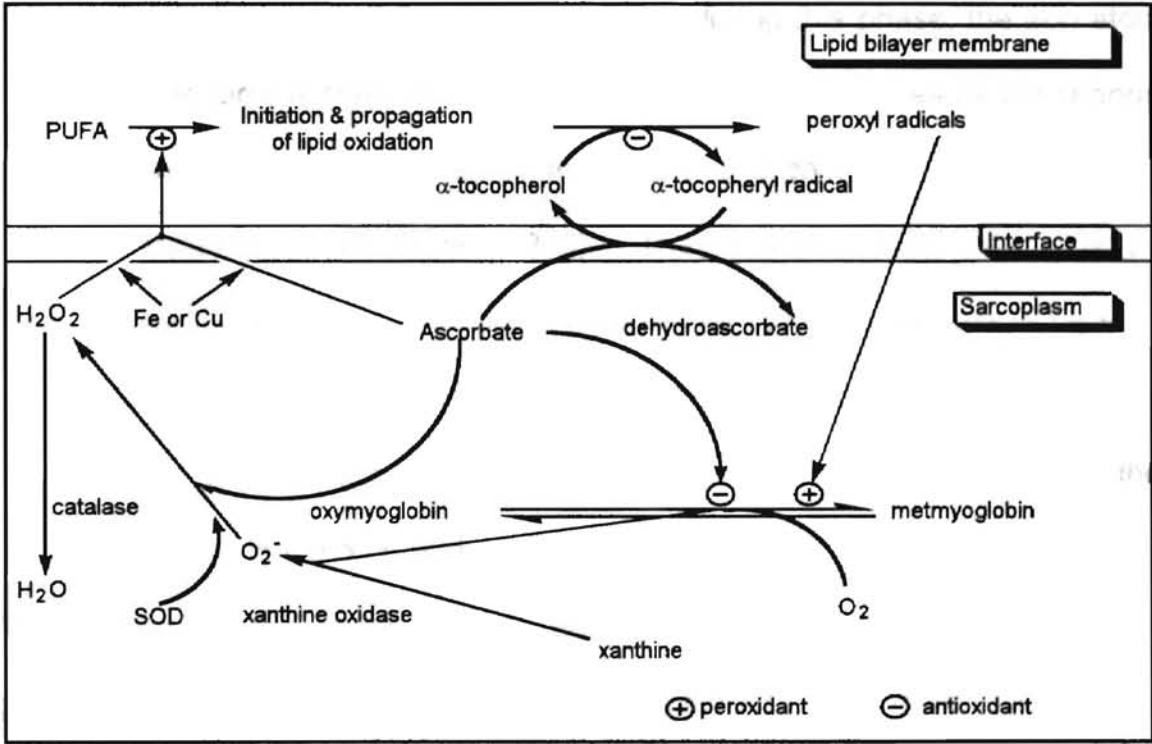 Lipid bilayer membrane
PUFA
+
Initiation & propagation
of lipid oxidation
−
peroxyl radicals
α-tocopherol
α-tocopheryl radical
Interface
H₂O₂
Fe or Cu
Ascorbate
dehydroascorbate
Sarcoplasm
catalase
oxymyoglobin
−
+
metmyoglobin
H₂O
SOD
O₂⁻
xanthine oxidase
xanthine
O₂
+ peroxidant
− antioxidant